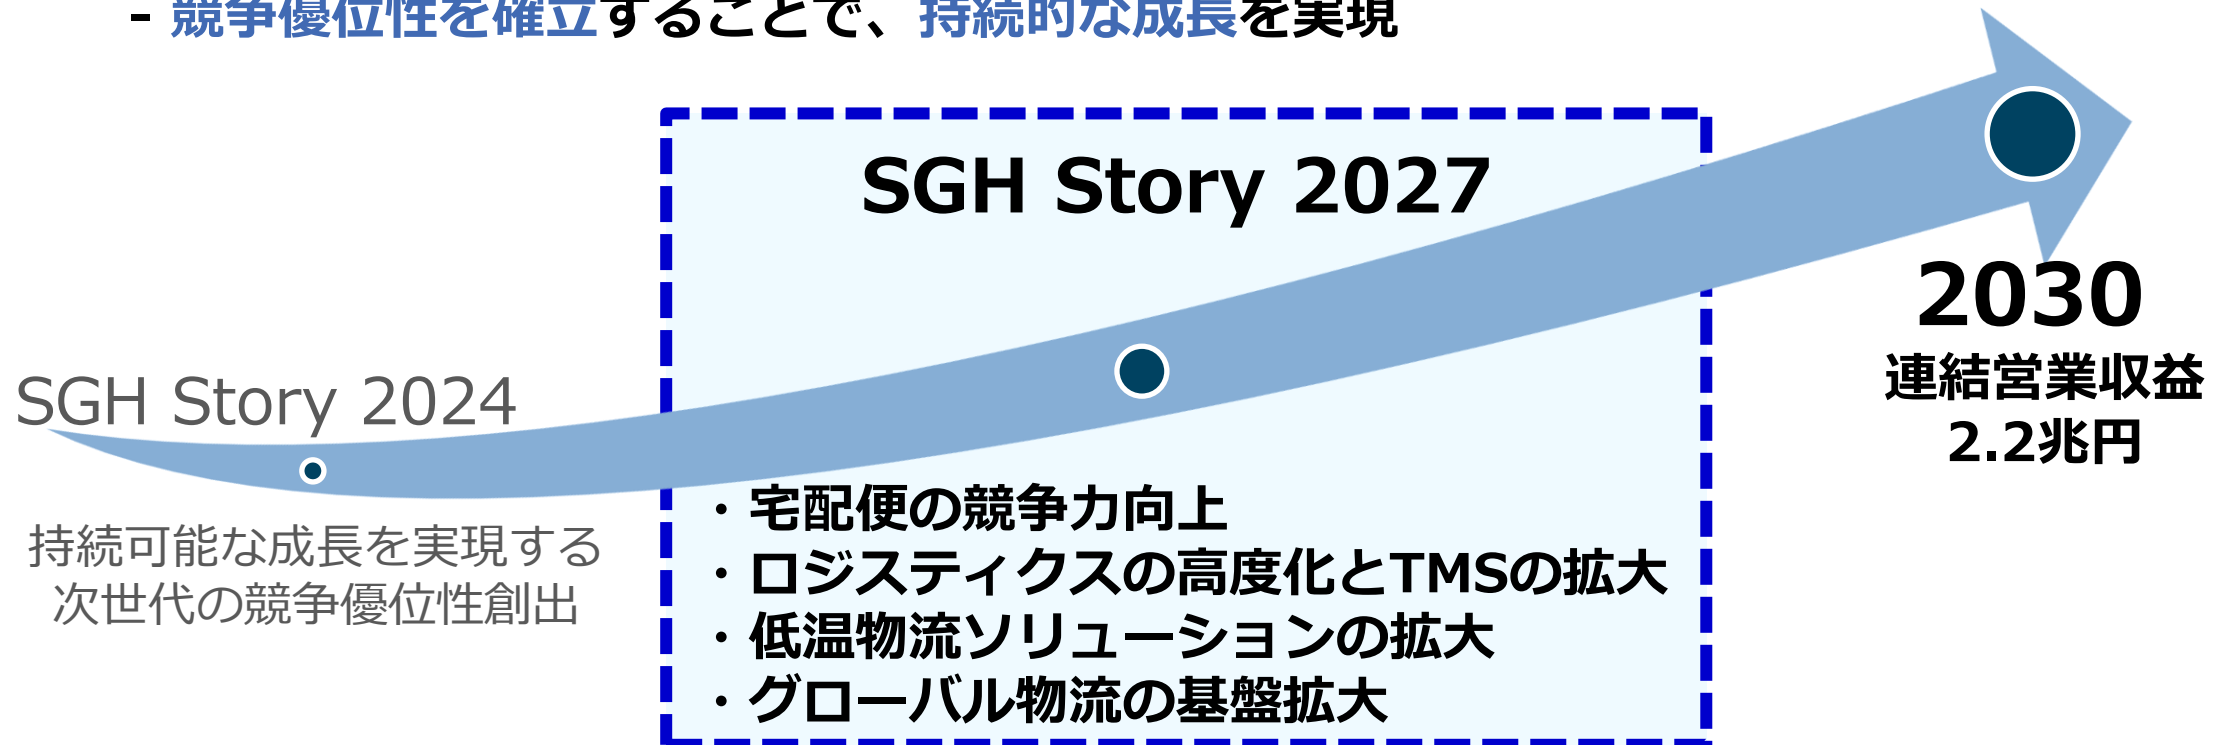 - 競争優位性を確立することで、持続的な成長を実現
SGH Story 2027
2030
連結営業収益
2.2兆円
SGH Story 2024
持続可能な成長を実現する
次世代の競争優位性創出
・宅配便の競争力向上
・ロジスティクスの高度化とTMSの拡大
・低温物流ソリューションの拡大
・グローバル物流の基盤拡大